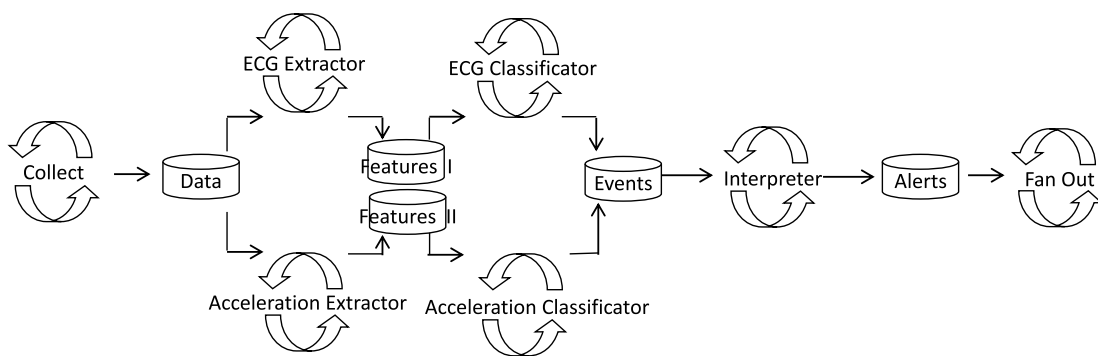 ECG Extractor
ECG Classificator
Collect
Data
Features I
Features II
Events
Interpreter
Alerts
Fan Out
Acceleration Extractor
Acceleration Classificator